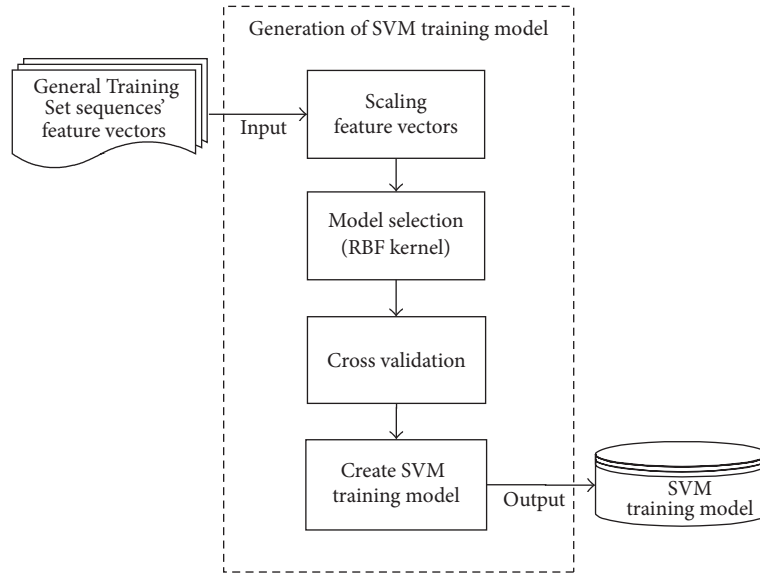 Generation of SVM training model
General Training
Set sequences'
feature vectors
Input
Scaling
feature vectors
Model selection
(RBF kernel)
Cross validation
Create SVM
training model
Output
SVM
training model